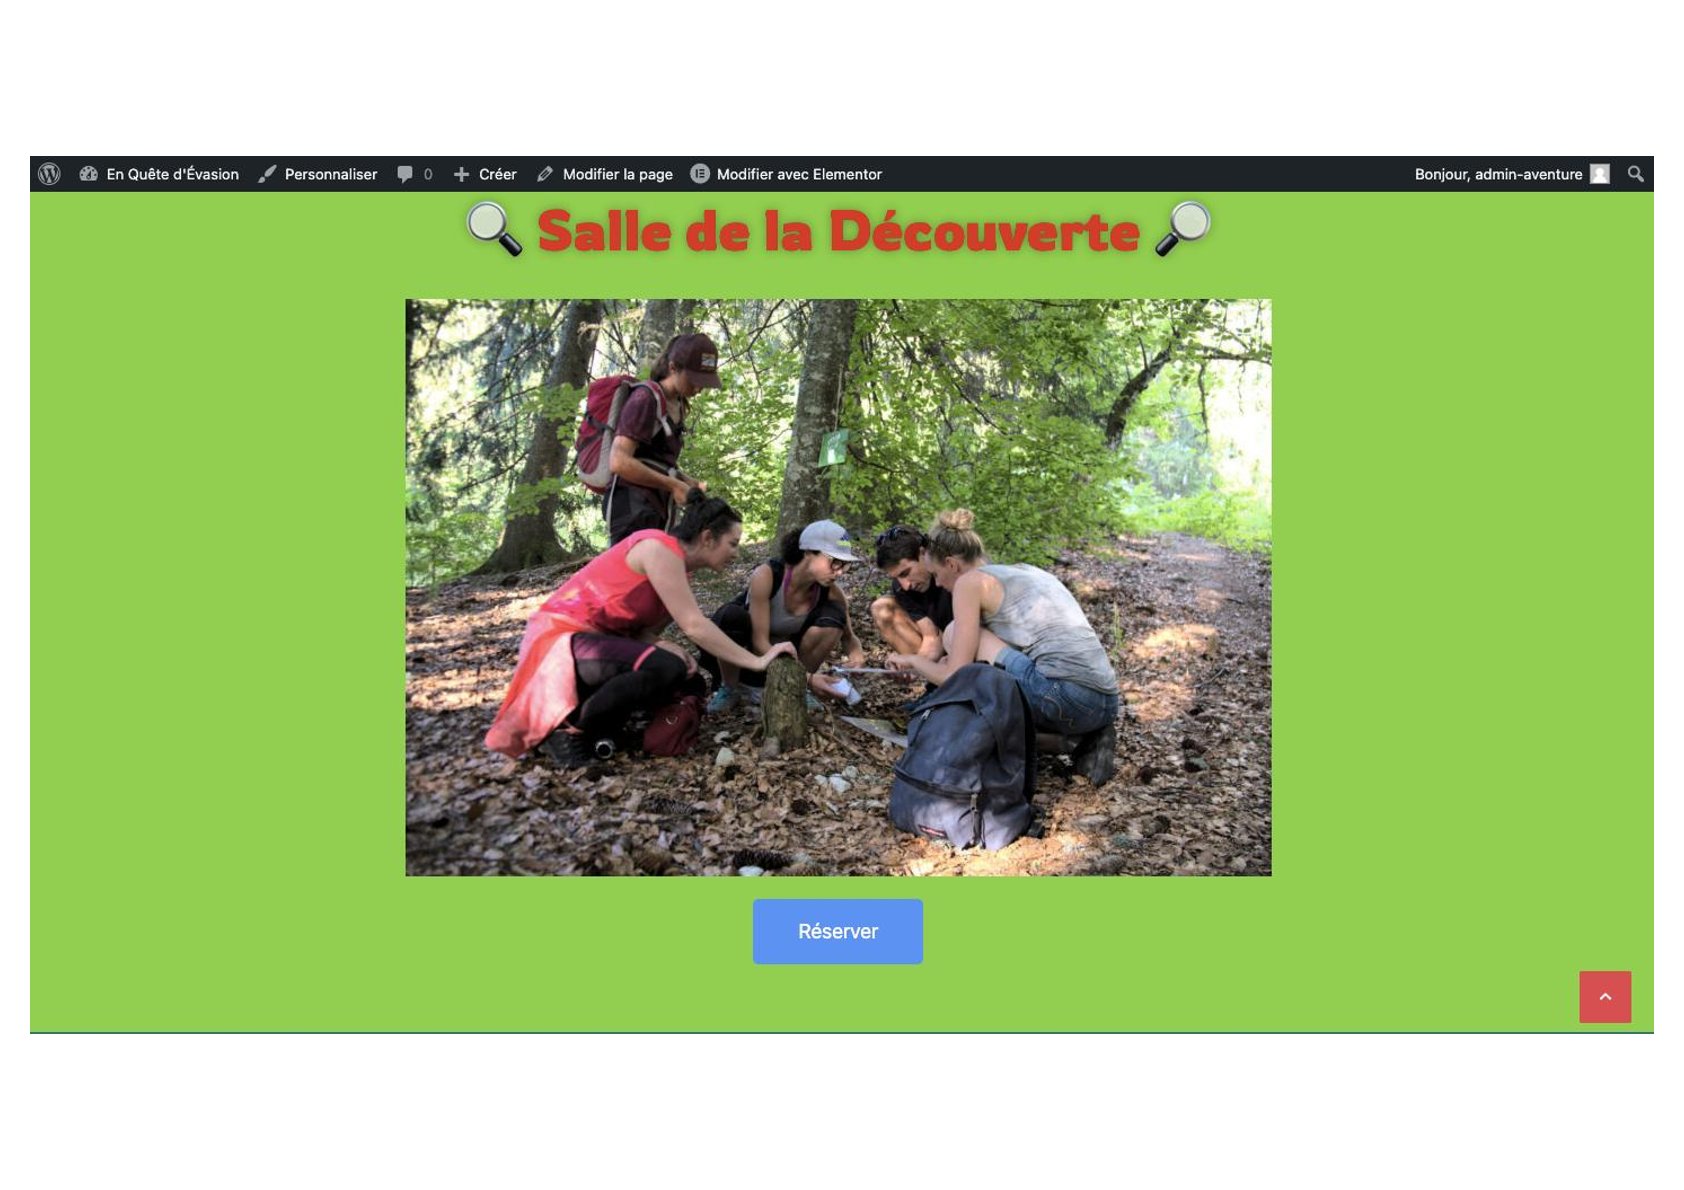 En Quête d'Évasion Personnaliser 0 Créer Modifier la page Modifier avec Elementor Bonjour, admin-aventure
Salle de la Découverte
Réserver